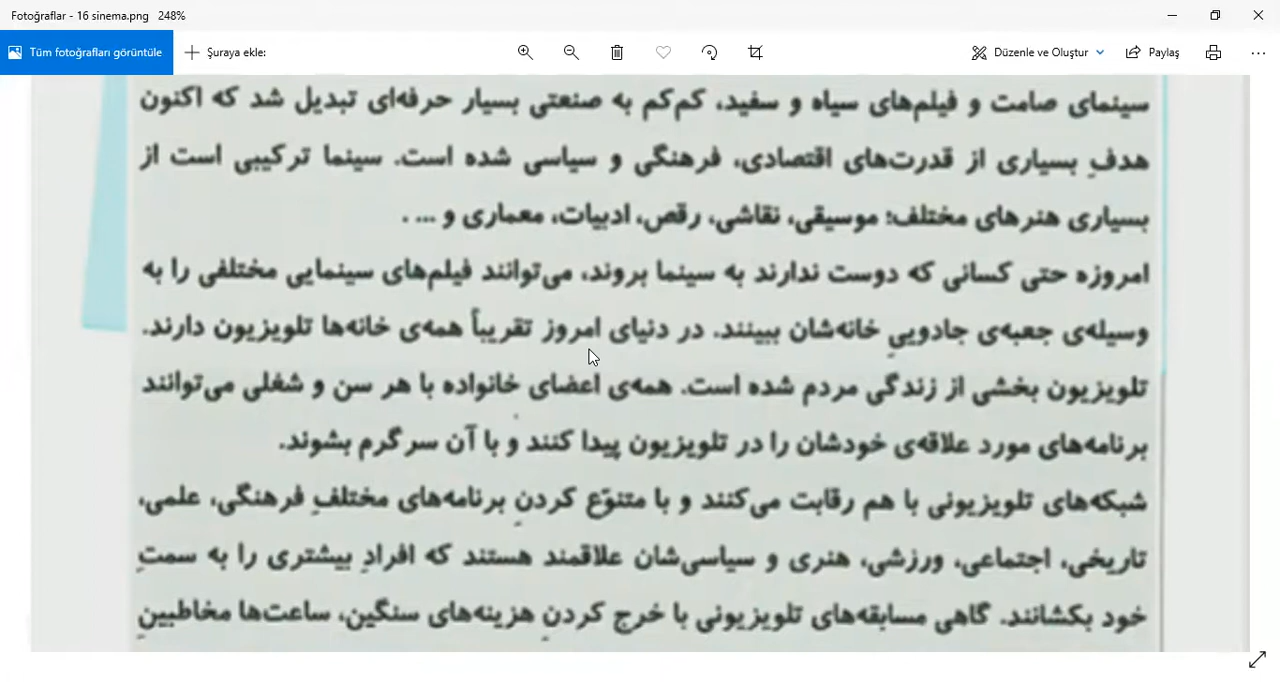 Fotoğraflar - 16 sinema.png   248%
Tüm fotoğrafları görüntüle
Şuraya ekle:
Düzenle ve Oluştur
Paylaş
سینمای صامت و فیلم‌های سیاه و سفید، کم‌کم به صنعتی بسیار حرفه‌ای تبدیل شد که اکنون
هدفِ بسیاری از قدرت‌های اقتصادی، فرهنگی و سیاسی شده است. سینما ترکیبی است از
بسیاری هنرهای مختلف؛ موسیقی، نقاشی، رقص، ادبیات، معماری و ... .
امروزه حتی کسانی که دوست ندارند به سینما بروند، می‌توانند فیلم‌های سینمایی مختلفی را به
وسیله‌ی جعبه‌ی جادوییِ خانه‌شان ببینند. در دنیای امروز تقریباً همه‌ی خانه‌ها تلویزیون دارند.
تلویزیون بخشی از زندگی مردم شده است. همه‌ی اعضای خانواده با هر سن و شغلی می‌توانند
برنامه‌های مورد علاقه‌ی خودشان را در تلویزیون پیدا کنند و با آن سرگرم بشوند.
شبکه‌های تلویزیونی با هم رقابت می‌کنند و با متنوّع کردنِ برنامه‌های مختلفِ فرهنگی، علمی،
تاریخی، اجتماعی، ورزشی، هنری و سیاسی‌شان علاقمند هستند که افرادِ بیشتری را به سمتِ
خود بکشانند. گاهی مسابقه‌های تلویزیونی با خرج کردنِ هزینه‌های سنگین، ساعت‌ها مخاطبینِ